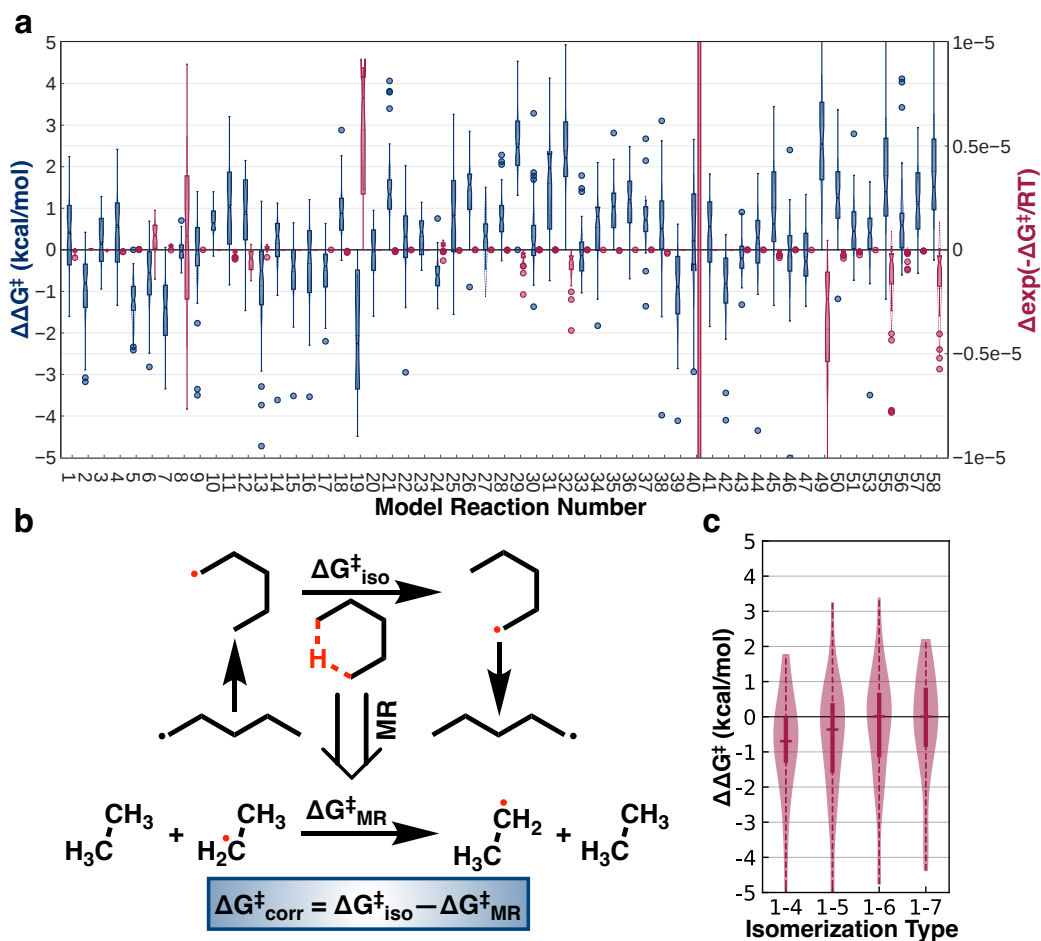 a
5
4
3
2
1
0
−1
−2
−3
−4
−5
ΔΔG‡ (kcal/mol)
1e-5
0.5e-5
0
−0.5e-5
−1e-5
Δexp(-ΔG‡/RT)
1 2 3 4 5 6 7 8 9 10 11 12 13 14 15 16 17 18 19 20 21 22 23 24 25 26 27 28 29 30 31 32 33 34 35 36 37 38 39 40 41 42 43 44 45 46 47 49 50 51 53 55 56 57 58
Model Reaction Number
b
ΔG‡iso
H
MR
CH3
H3C
+
CH3
H2C
ΔG‡MR
CH2
H3C
+
CH3
H3C
ΔG‡corr = ΔG‡iso — ΔG‡MR
c
5
4
3
2
1
0
-1
-2
-3
-4
-5
ΔΔG‡ (kcal/mol)
1-4 1-5 1-6 1-7
Isomerization Type